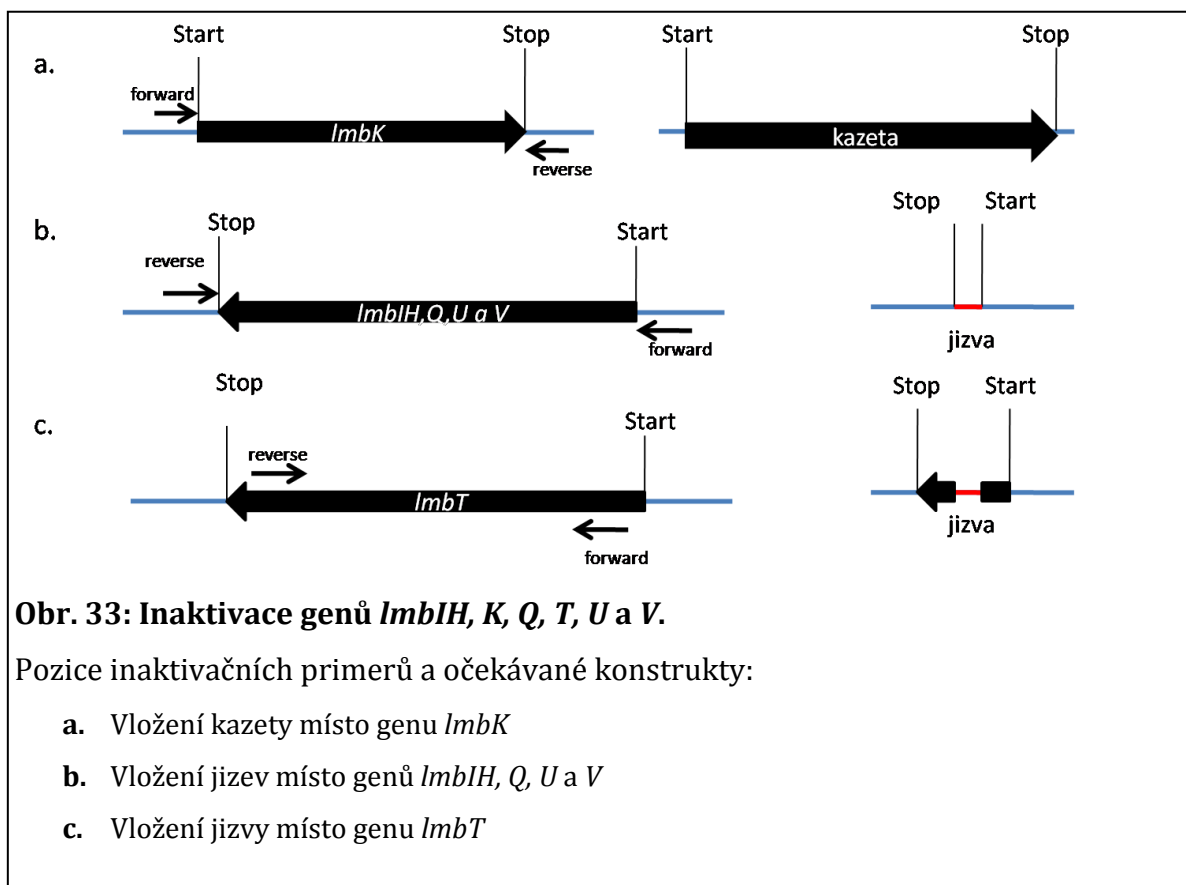 Start Stop Start Stop
a.
forward
lmbK kazeta
reverse
Stop Start
b.
Stop Start
reverse
lmbIH,Q,U a V
jizva
forward
Stop Stop Start
c.
Start
reverse
lmbT
jizva
forward
Obr. 33: Inaktivace genů lmbIH, K, Q, T, U a V.
Pozice inaktivačních primerů a očekávané konstrukty:
a. Vložení kazety místo genu lmbK
b. Vložení jizev místo genů lmbIH, Q, U a V
c. Vložení jizvy místo genu lmbT